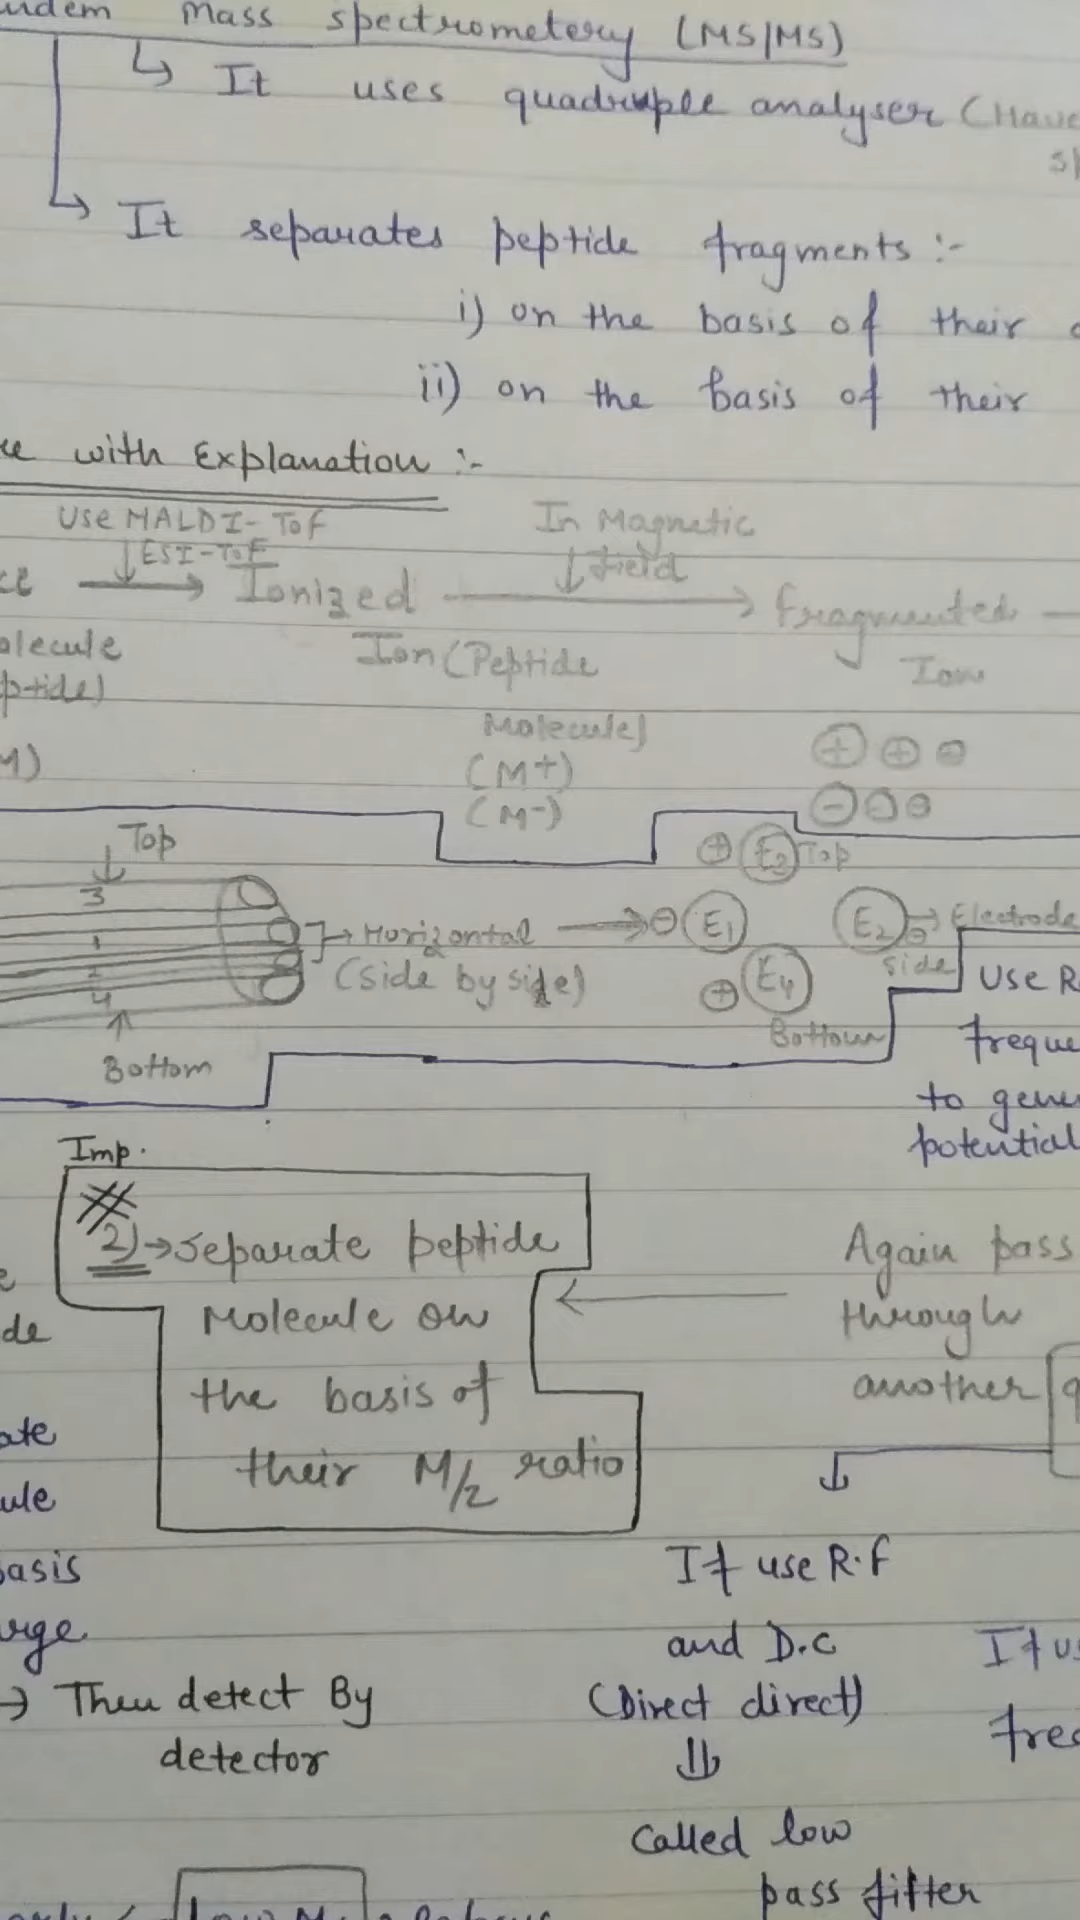 Mass spectrometery (MS/MS)
It uses quadruple analyser
It separates peptide fragments :-
i) on the basis of their
ii) on the basis of their
with Explanation :-
Use MALDI-ToF
ESI-ToF
In Magnetic
field
Ionized
Fragmented
Ion (Peptide
Ion
Molecule)
(M+)
(M-)
+ + +
- - -
Top
3
1
2
4
Bottom
Horizontal
(side by side)
+ E3 Top
- E1
E2 - Electrode
side
+ E4
Bottom
Use R
to
potential
Imp.
2) → Separate peptide
Molecule on
the basis of
their M/z ratio
Again pass
through
another
It use R.f
and D.C
(Direct direct)
Called low
pass filter
→ Then detect By
detector